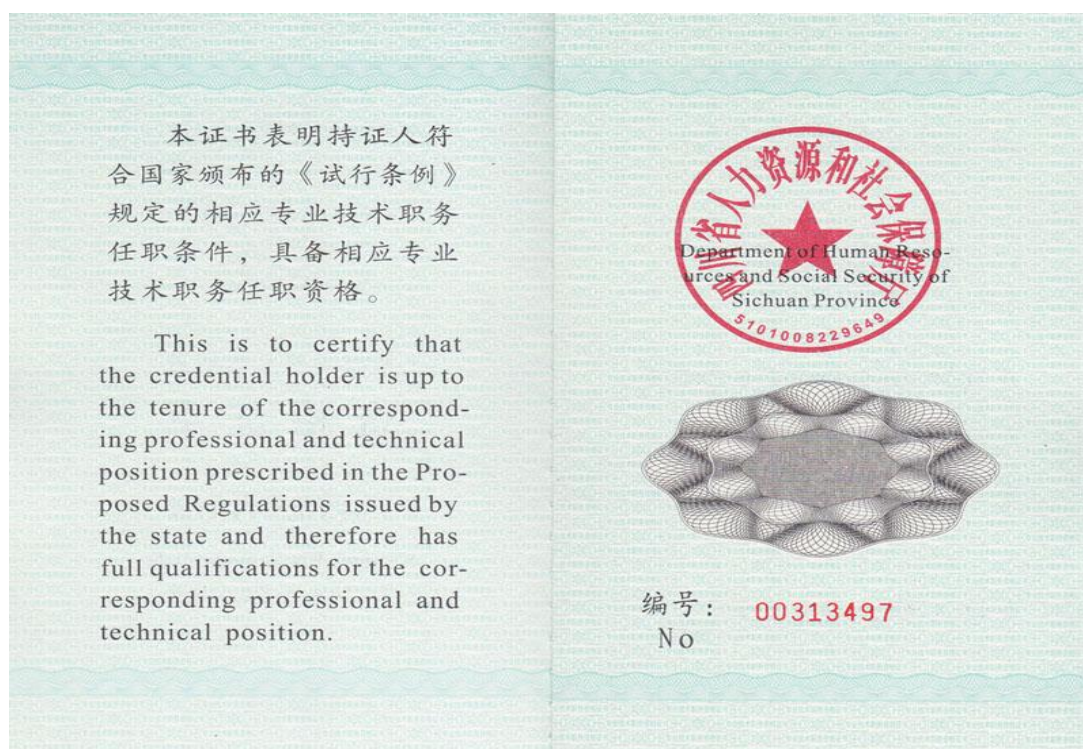 本证书表明持证人符
合国家颁布的《试行条例》
规定的相应专业技术职务
任职条件，具备相应专业
技术职务任职资格。
This is to certify that
the credential holder is up to
the tenure of the correspond-
ing professional and technical
position prescribed in the Pro-
posed Regulations issued by
the state and therefore has
full qualifications for the cor-
responding professional and
technical position.
四川省人力资源和社会保障厅
Department of Human Reso-
urces and Social Security of
Sichuan Province
5101008229649
编号： 00313497
No